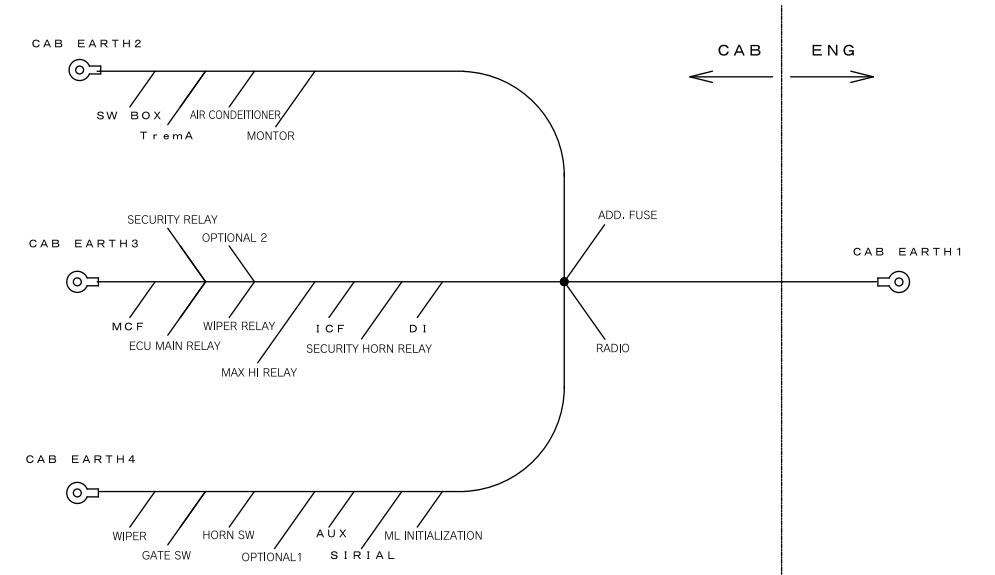 CAB EARTH2
CAB ENG
SW BOX
AIR CONDEITIONER
TremA
MONTOR
SECURITY RELAY
ADD. FUSE
OPTIONAL 2
CAB EARTH3
CAB EARTH1
MCF
WIPER RELAY
ICF
DI
ECU MAIN RELAY
SECURITY HORN RELAY
RADIO
MAX HI RELAY
CAB EARTH4
WIPER
HORN SW
AUX
ML INITIALIZATION
GATE SW
OPTIONAL1
SIRIAL